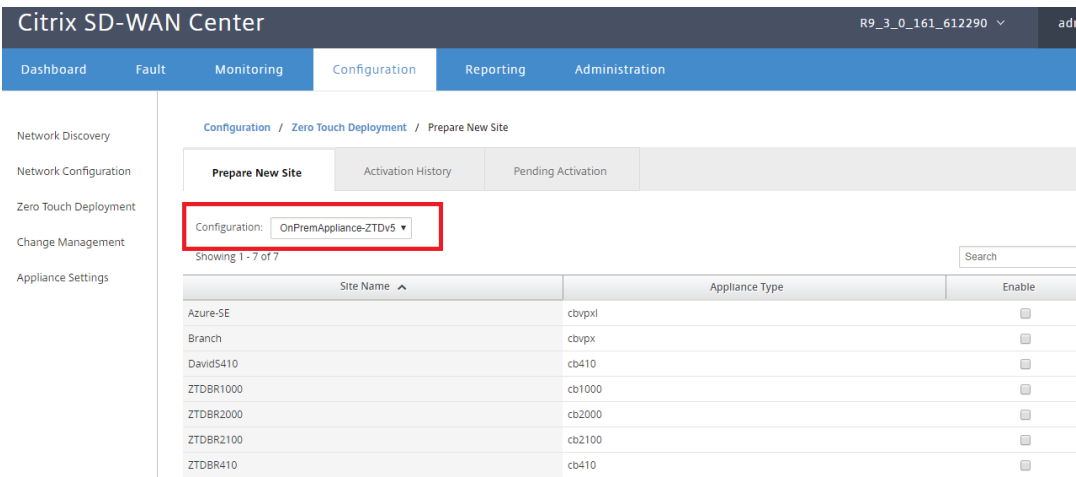 Citrix SD-WAN Center
R9_3_0_161_612290
Dashboard Fault Monitoring Configuration Reporting Administration
Configuration / Zero Touch Deployment / Prepare New Site
Network Discovery
Network Configuration
Zero Touch Deployment
Change Management
Appliance Settings
Prepare New Site Activation History Pending Activation
Configuration: OnPremAppliance-ZTDv5
Showing 1 - 7 of 7 Search
Site Name Appliance Type Enable
Azure-SE cbvpxl
Branch cbvpx
DavidS410 cb410
ZTDBR1000 cb1000
ZTDBR2000 cb2000
ZTDBR2100 cb2100
ZTDBR410 cb410